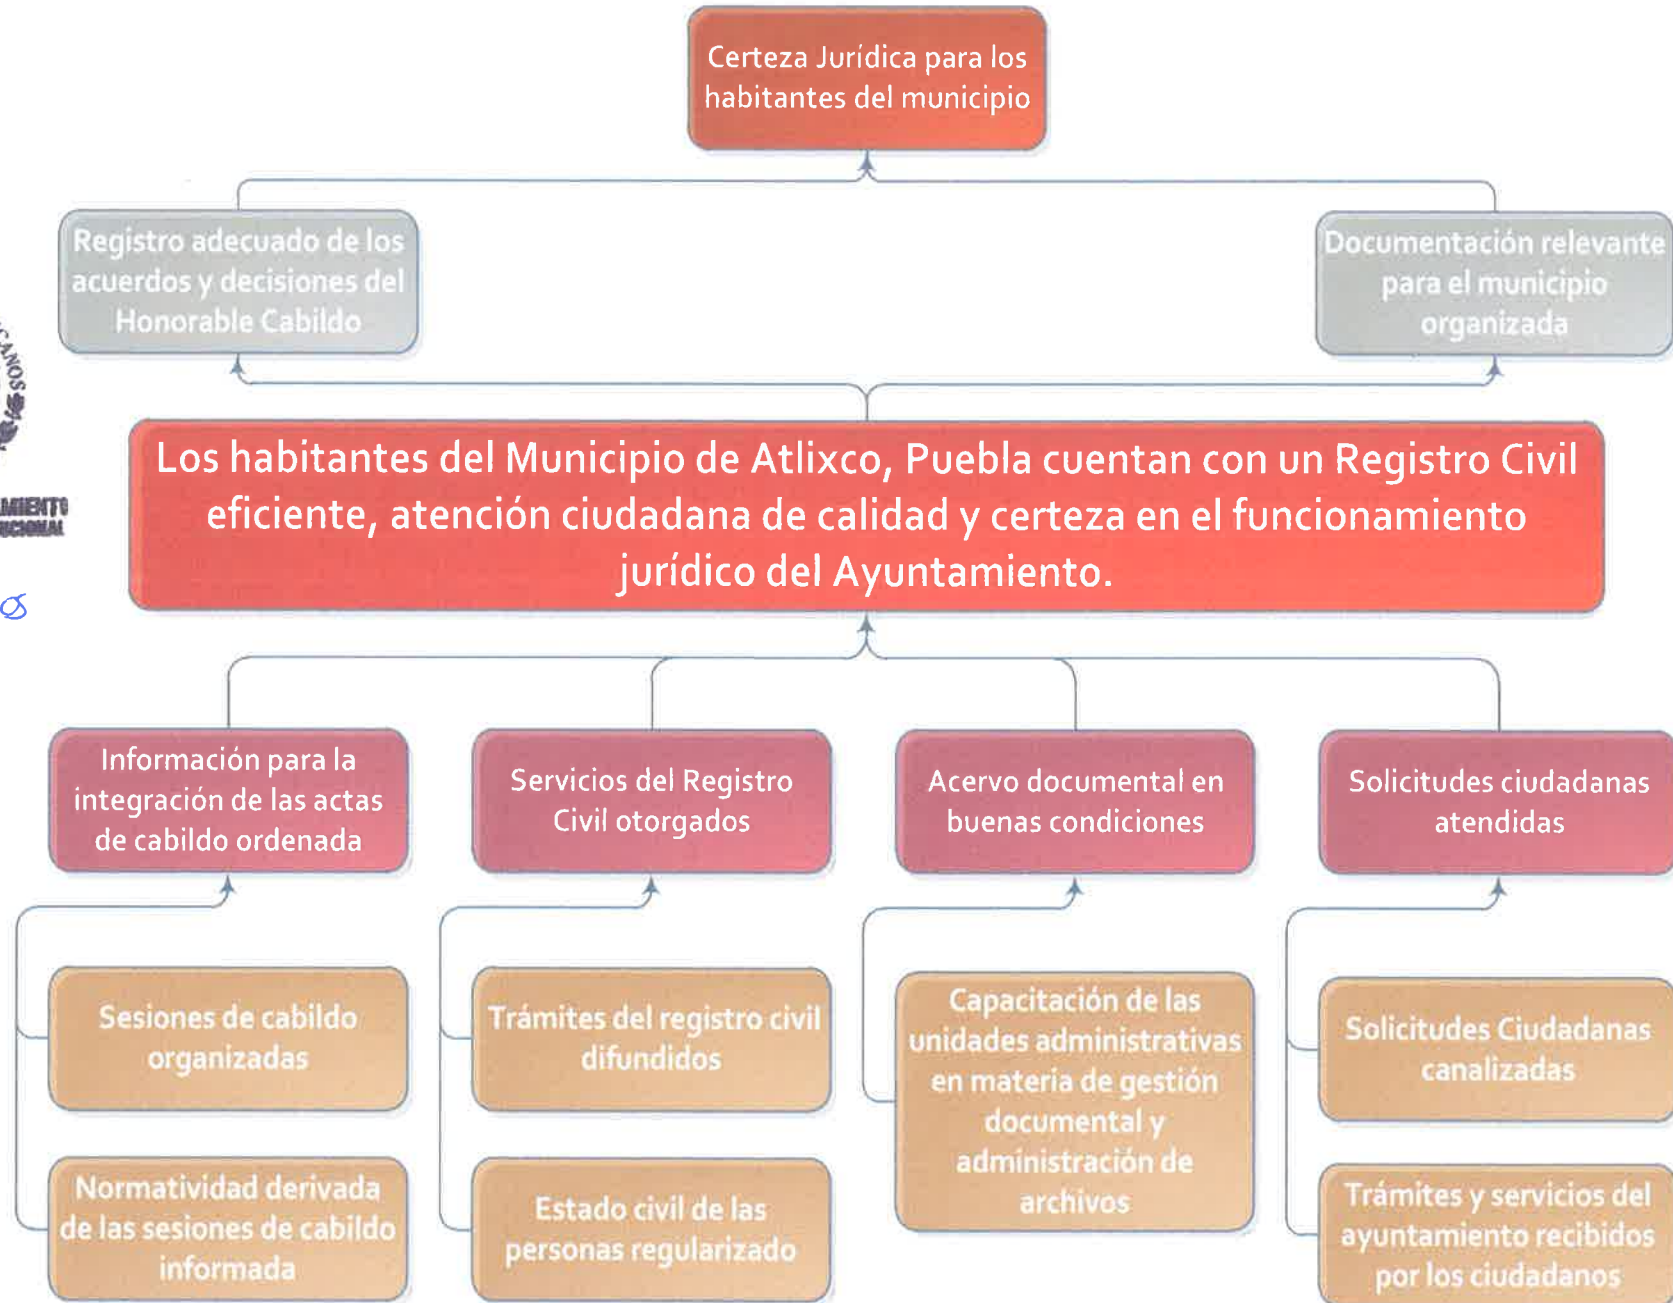 Certeza Jurídica para los
habitantes del municipio
Registro adecuado de los
acuerdos y decisiones del
Honorable Cabildo
Documentación relevante
para el municipio
organizada
Los habitantes del Municipio de Atlixco, Puebla cuentan con un Registro Civil
eficiente, atención ciudadana de calidad y certeza en el funcionamiento
jurídico del Ayuntamiento.
Información para la
integración de las actas
de cabildo ordenada
Servicios del Registro
Civil otorgados
Acervo documental en
buenas condiciones
Solicitudes ciudadanas
atendidas
Sesiones de cabildo
organizadas
Trámites del registro civil
difundidos
Capacitación de las
unidades administrativas
en materia de gestión
documental y
administración de
archivos
Solicitudes Ciudadanas
canalizadas
Normatividad derivada
de las sesiones de cabildo
informada
Estado civil de las
personas regularizado
Trámites y servicios del
ayuntamiento recibidos
por los ciudadanos